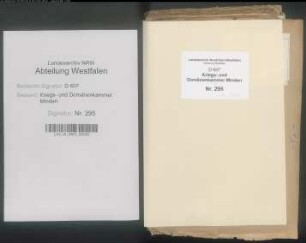 Landesarchiv NRW
Abteilung Westfalen
Bestands-Signatur: D 607
Bestand: Kriegs- und Domänenkammer
Minden
Signatur: Nr. 295
D 607
Kriegs- und
Domänenkammer Minden
Nr. 295